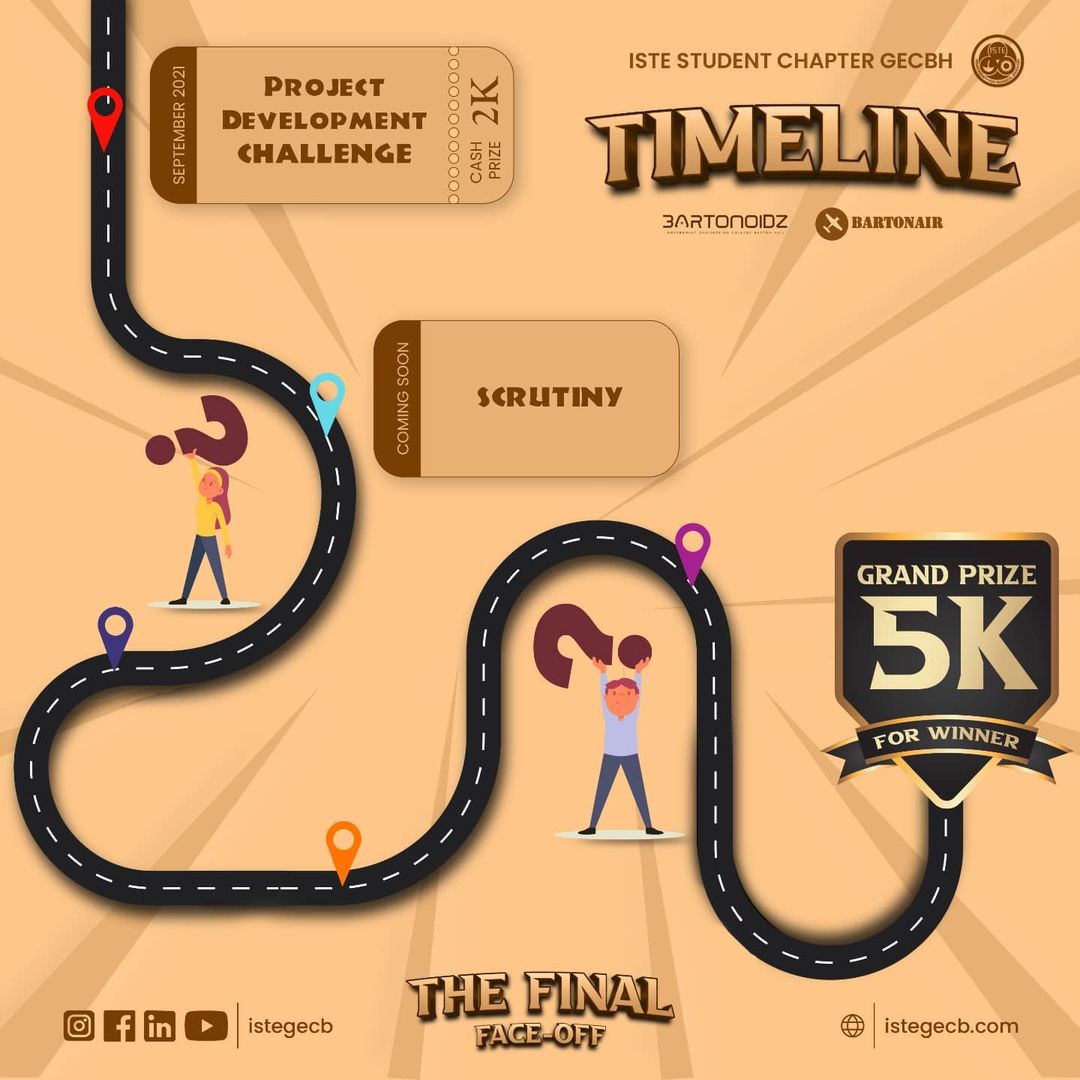 ISTE STUDENT CHAPTER GECBH
ISTE
TIMELINE
BARTONOIDZ
BARTONAIR
SEPTEMBER 2021
PROJECT
DEVELOPMENT
CHALLENGE
CASH
PRIZE
2K
COMING SOON
SCRUTINY
GRAND PRIZE
5K
FOR WINNER
THE FINAL
FACE-OFF
istegecb
istegecb.com